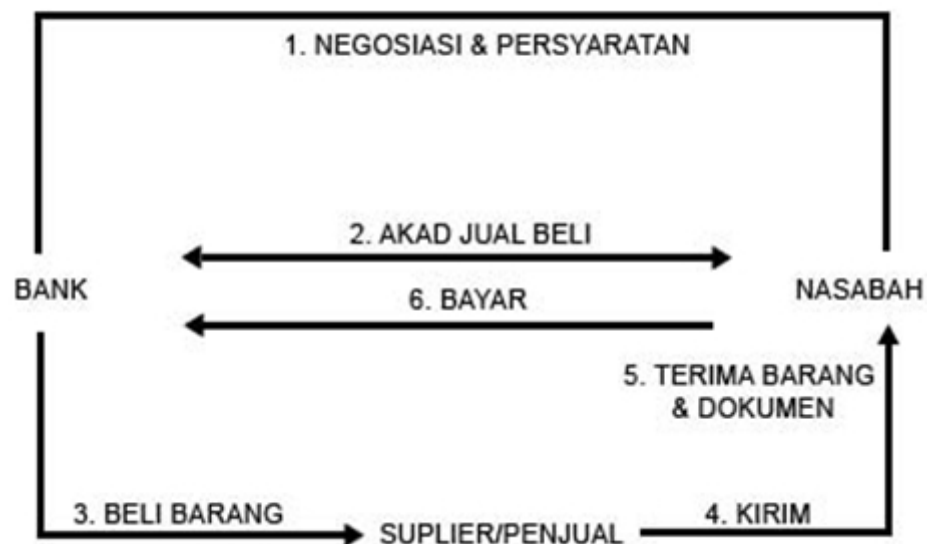 1. NEGOSIASI & PERSYARATAN
2. AKAD JUAL BELI
BANK
NASABAH
6. BAYAR
5. TERIMA BARANG
& DOKUMEN
3. BELI BARANG
4. KIRIM
SUPLIER/PENJUAL